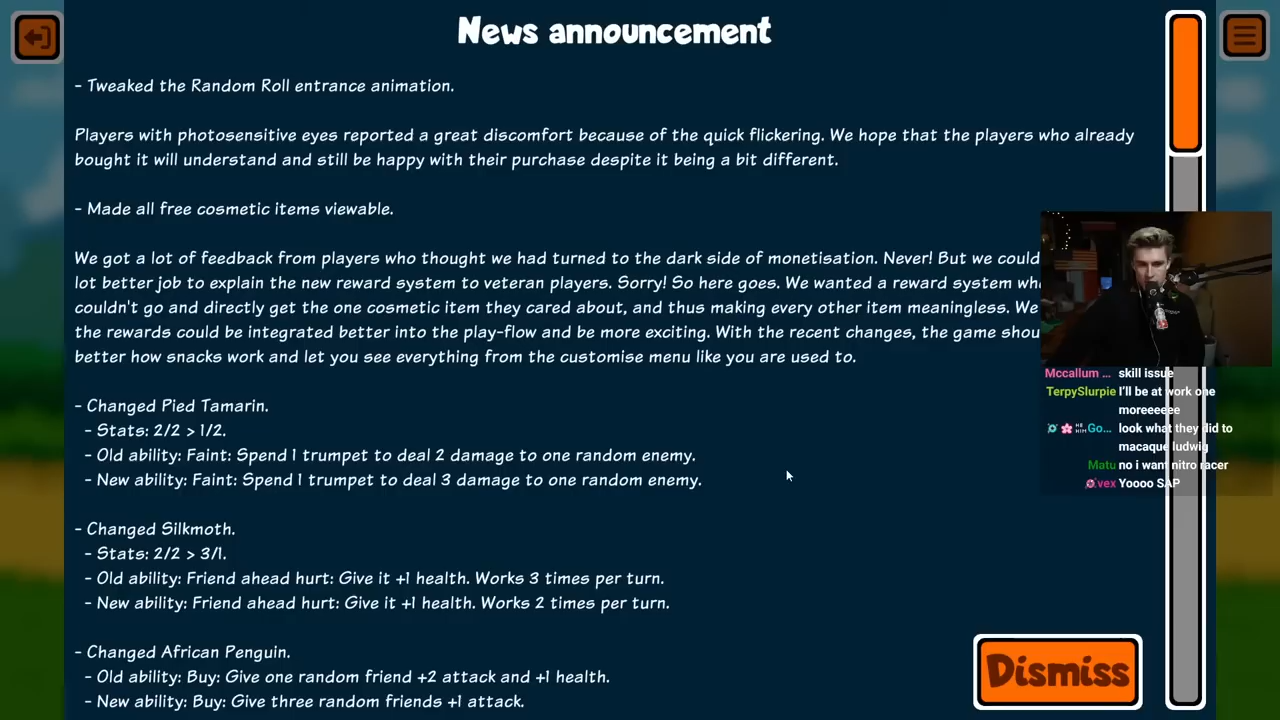 News announcement
- Tweaked the Random Roll entrance animation.
Players with photosensitive eyes reported a great discomfort because of the quick flickering. We hope that the players who already
bought it will understand and still be happy with their purchase despite it being a bit different.
- Made all free cosmetic items viewable.
We got a lot of feedback from players who thought we had turned to the dark side of monetisation. Never! But we could
lot better job to explain the new reward system to veteran players. Sorry! So here goes. We wanted a reward system
couldn't go and directly get the one cosmetic item they cared about, and thus making every other item meaningless. We
the rewards could be integrated better into the play-flow and be more exciting. With the recent changes, the game
better how snacks work and let you see everything from the customise menu like you are used to.
- Changed Pied Tamarin.
- Stats: 2/2 > 1/2.
- Old ability: Faint: Spend 1 trumpet to deal 2 damage to one random enemy.
- New ability: Faint: Spend 1 trumpet to deal 3 damage to one random enemy.
- Changed Silkmoth.
- Stats: 2/2 > 3/1.
- Old ability: Friend ahead hurt: Give it +1 health. Works 3 times per turn.
- New ability: Friend ahead hurt: Give it +1 health. Works 2 times per turn.
- Changed African Penguin.
- Old ability: Buy: Give one random friend +2 attack and +1 health.
- New ability: Buy: Give three random friends +1 attack.
Dismiss
Mccallum ... skill issue
TerpySlurpie I'll be at work one
moreeeeee
Go... look what they did to
macaque ludwig
Matu no i want nitro racer
vex Yoooo SAP